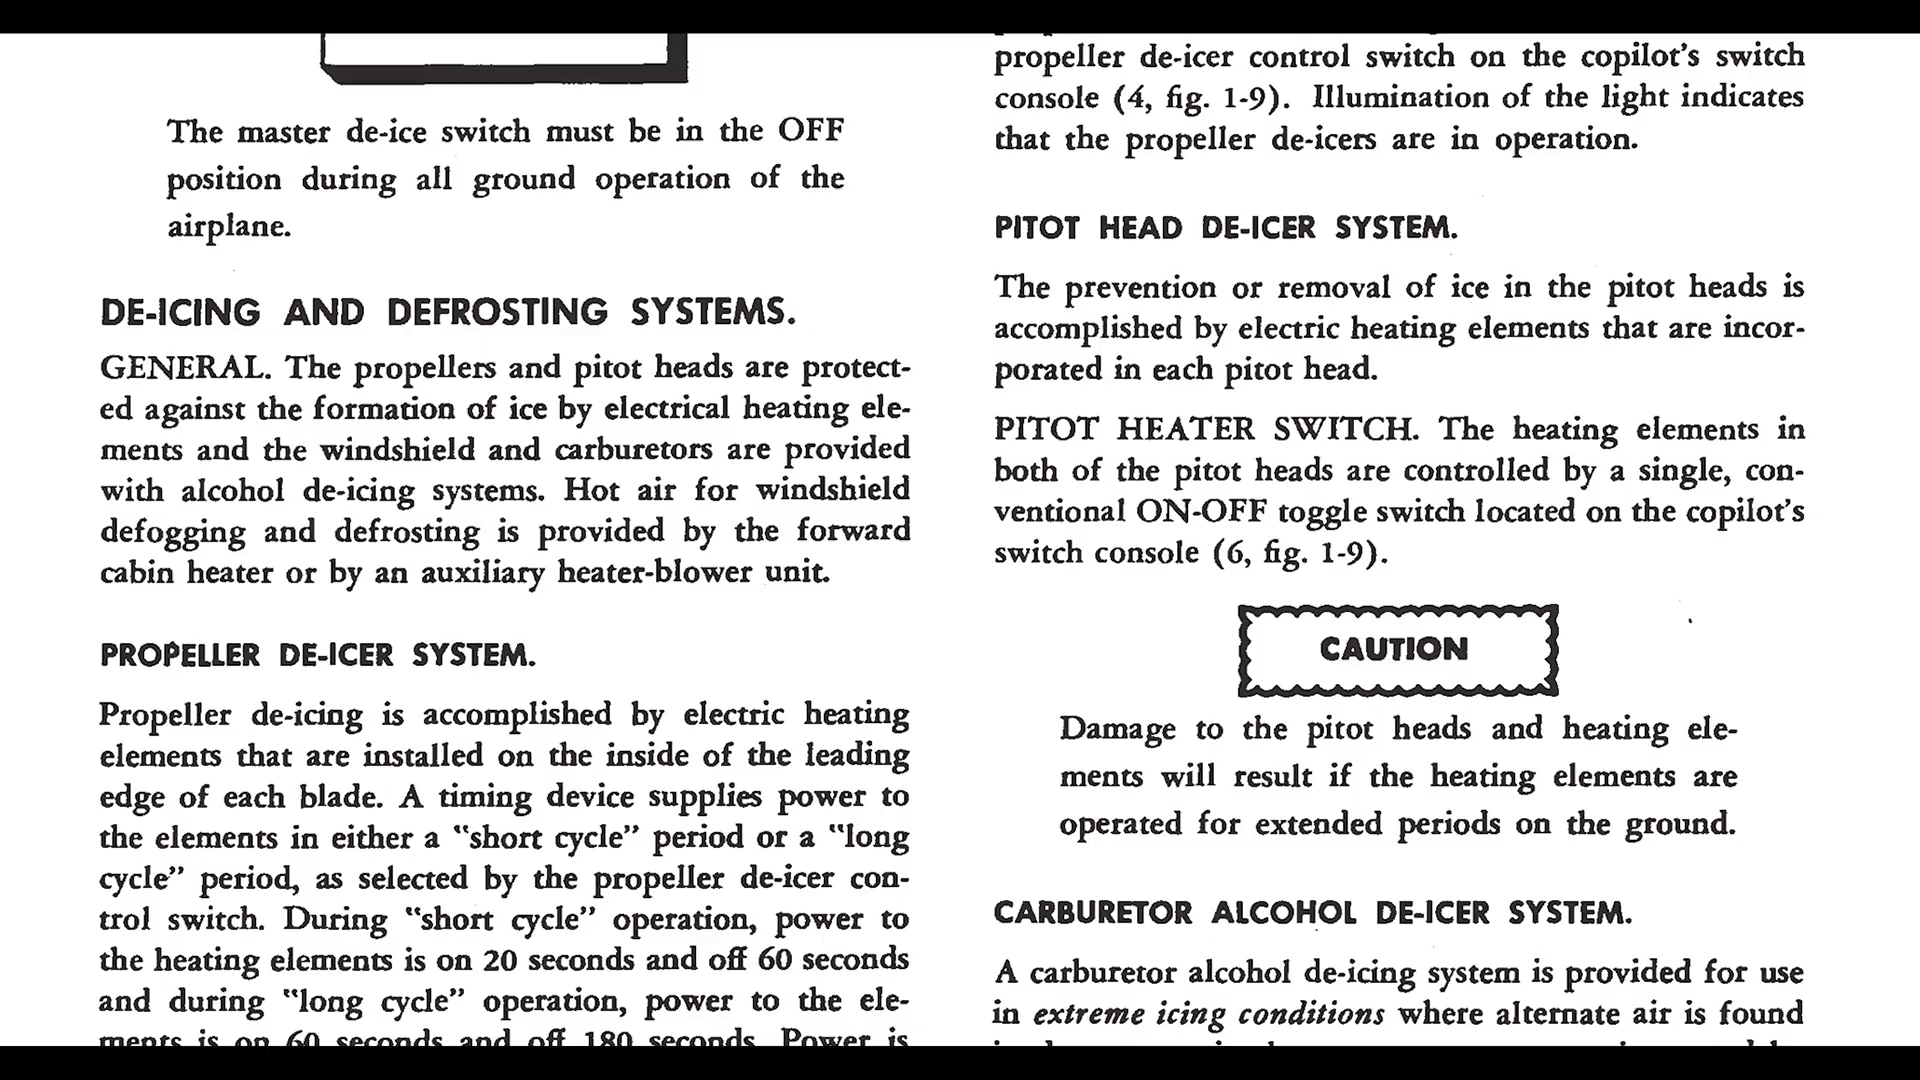 The master de-ice switch must be in the OFF
position during all ground operation of the
airplane.
DE-ICING AND DEFROSTING SYSTEMS.
GENERAL. The propellers and pitot heads are protect-
ed against the formation of ice by electrical heating ele-
ments and the windshield and carburetors are provided
with alcohol de-icing systems. Hot air for windshield
defogging and defrosting is provided by the forward
cabin heater or by an auxiliary heater-blower unit.
PROPELLER DE-ICER SYSTEM.
Propeller de-icing is accomplished by electric heating
elements that are installed on the inside of the leading
edge of each blade. A timing device supplies power to
the elements in either a "short cycle" period or a "long
cycle" period, as selected by the propeller de-icer con-
trol switch. During "short cycle" operation, power to
the heating elements is on 20 seconds and off 60 seconds
and during "long cycle" operation, power to the ele-
ments is on 60 seconds and off 180 seconds. Power is
propeller de-icer control switch on the copilot's switch
console (4, fig. 1-9). Illumination of the light indicates
that the propeller de-icers are in operation.
PITOT HEAD DE-ICER SYSTEM.
The prevention or removal of ice in the pitot heads is
accomplished by electric heating elements that are incor-
porated in each pitot head.
PITOT HEATER SWITCH. The heating elements in
both of the pitot heads are controlled by a single, con-
ventional ON-OFF toggle switch located on the copilot's
switch console (6, fig. 1-9).
CAUTION
Damage to the pitot heads and heating ele-
ments will result if the heating elements are
operated for extended periods on the ground.
CARBURETOR ALCOHOL DE-ICER SYSTEM.
A carburetor alcohol de-icing system is provided for use
in extreme icing conditions where alternate air is found